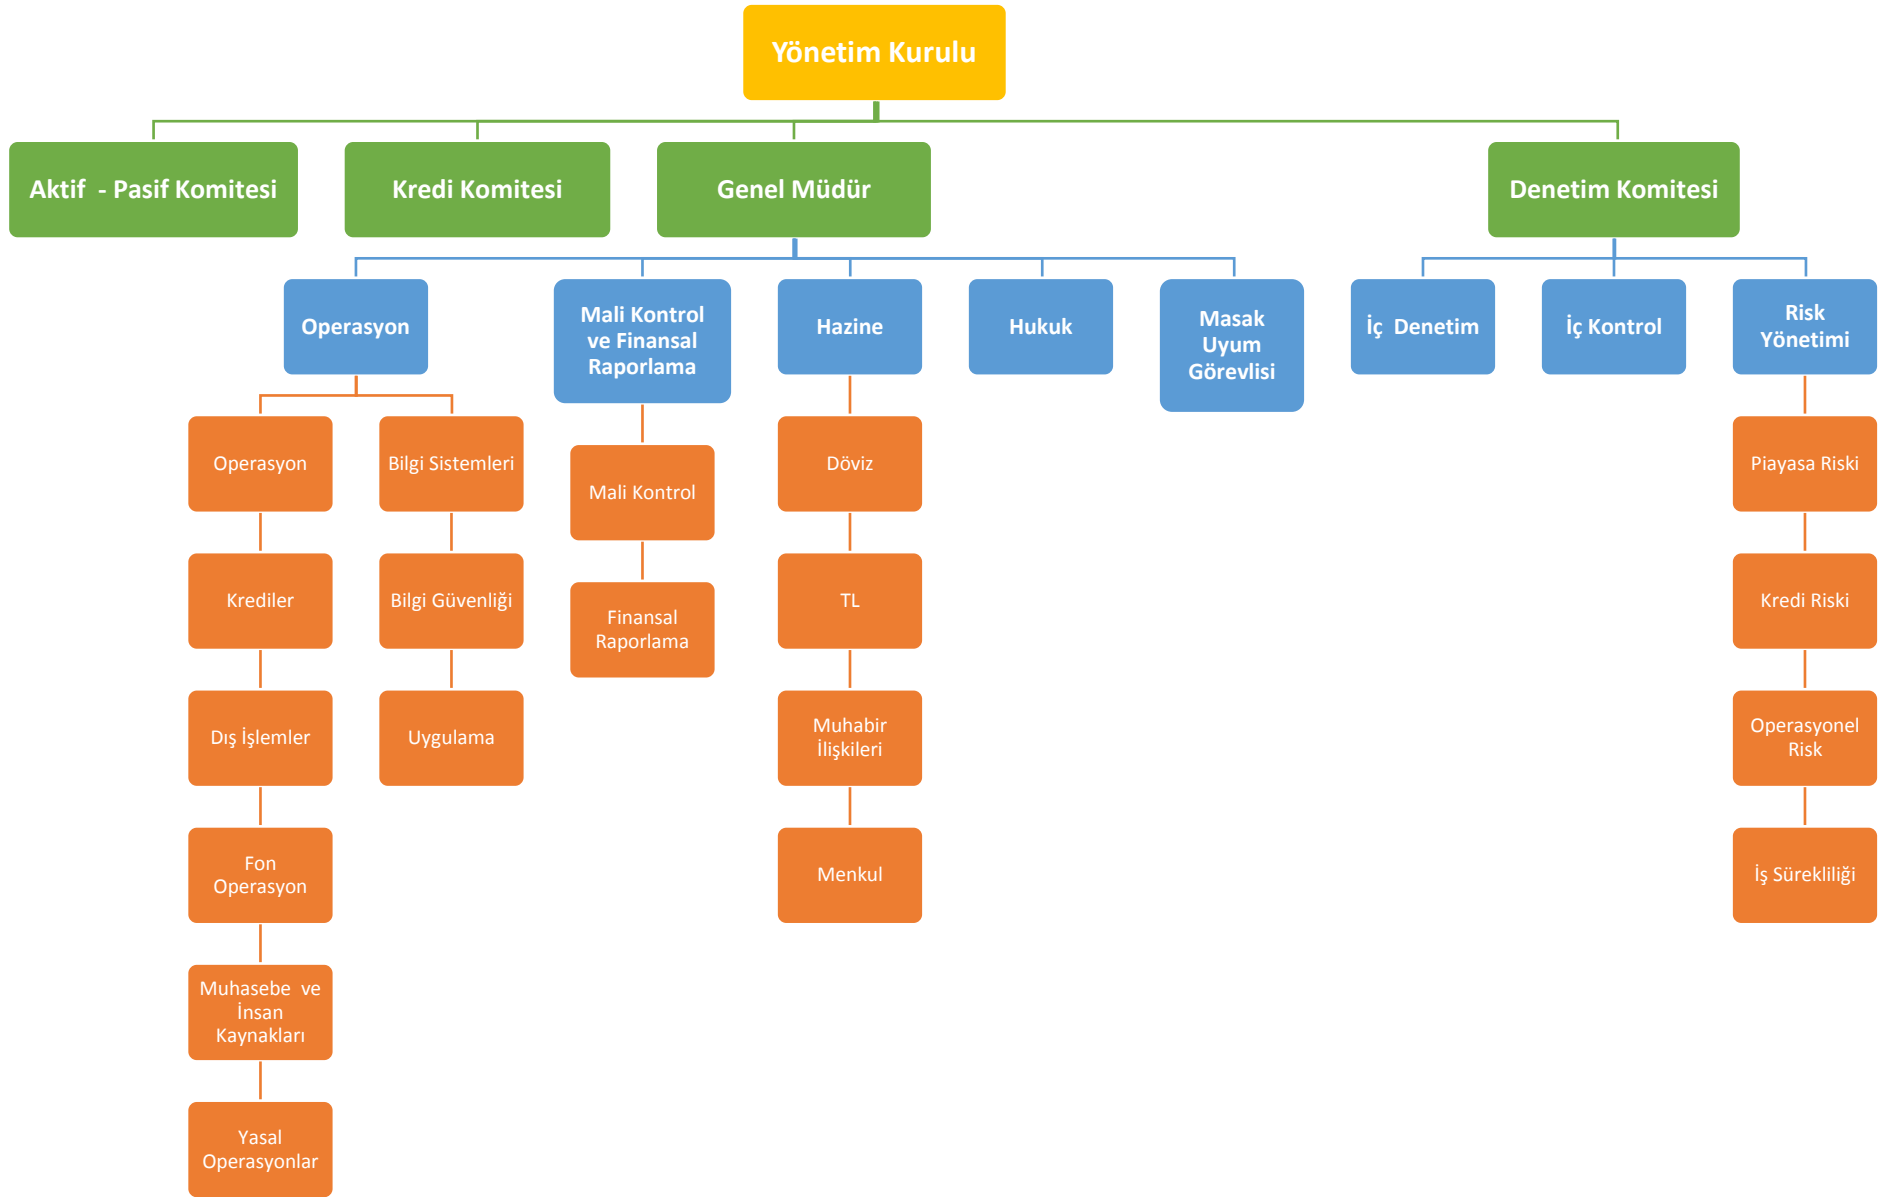 Yönetim Kurulu
Aktif  - Pasif Komitesi
Kredi Komitesi
Genel Müdür
Denetim Komitesi
Operasyon
Mali Kontrol
ve Finansal
Raporlama
Hazine
Hukuk
Masak
Uyum
Görevlisi
İç  Denetim
İç Kontrol
Risk
Yönetimi
Operasyon
Krediler
Dış İşlemler
Fon
Operasyon
Muhasebe  ve
İnsan
Kaynakları
Yasal
Operasyonlar
Bilgi Sistemleri
Bilgi Güvenliği
Uygulama
Mali Kontrol
Finansal
Raporlama
Döviz
TL
Muhabir
İlişkileri
Menkul
Piayasa Riski
Kredi Riski
Operasyonel
Risk
İş Sürekliliği